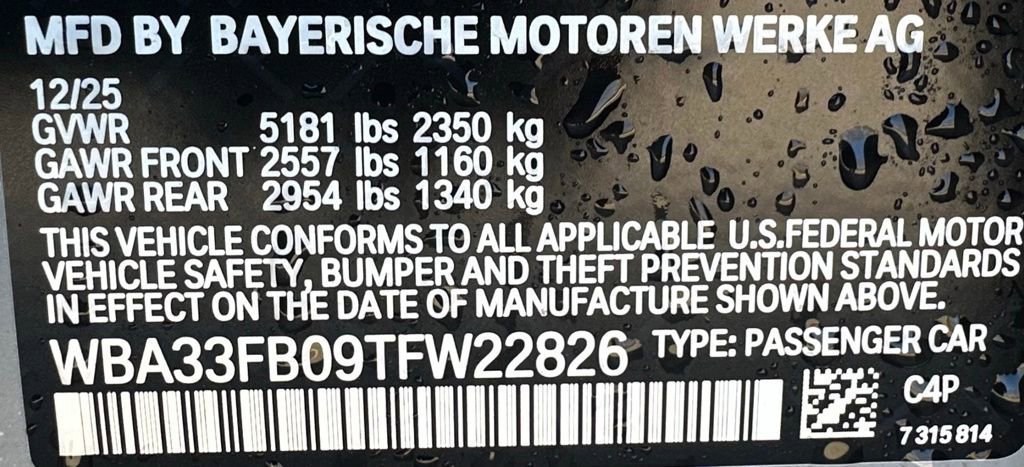 MFD BY BAYERISCHE MOTOREN WERKE AG
12/25
GVWR 5181 lbs 2350 kg
GAWR FRONT 2557 lbs 1160 kg
GAWR REAR 2954 lbs 1340 kg
THIS VEHICLE CONFORMS TO ALL APPLICABLE U.S.FEDERAL MOTOR
VEHICLE SAFETY, BUMPER AND THEFT PREVENTION STANDARDS
IN EFFECT ON THE DATE OF MANUFACTURE SHOWN ABOVE.
WBA33FB09TFW22826 TYPE: PASSENGER CAR
C4P
7 315 814